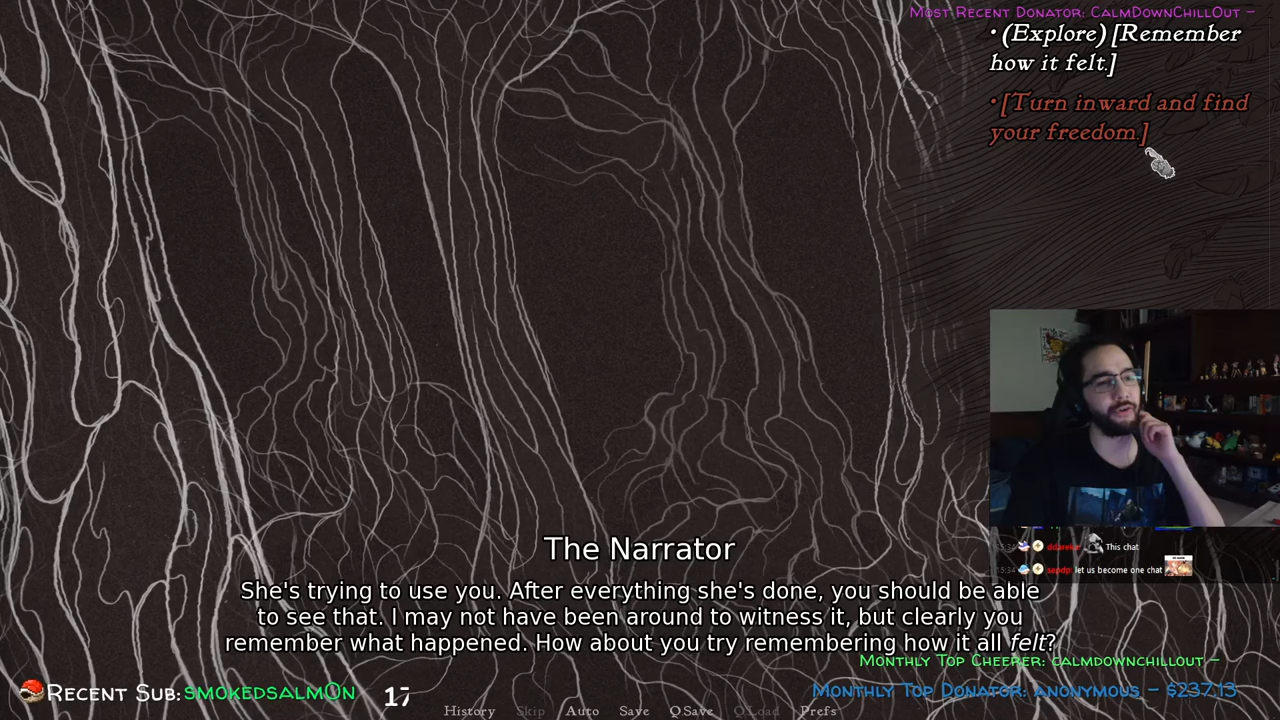 Most Recent Donator: CalmDownChillOut –
• (Explore) [Remember
how it felt.]
• [Turn inward and find
your freedom.]
This chat
let us become one chat
The Narrator
She's trying to use you. After everything she's done, you should be able
to see that. I may not have been around to witness it, but clearly you
remember what happened. How about you try remembering how it all felt?
Monthly Top Cheerer: calmdownchillout –
Recent Sub: smokedsalm0n
17
Monthly Top Donator: anonymous – $237.13
History Skip Auto Save Q.Save Q.Load Prefs